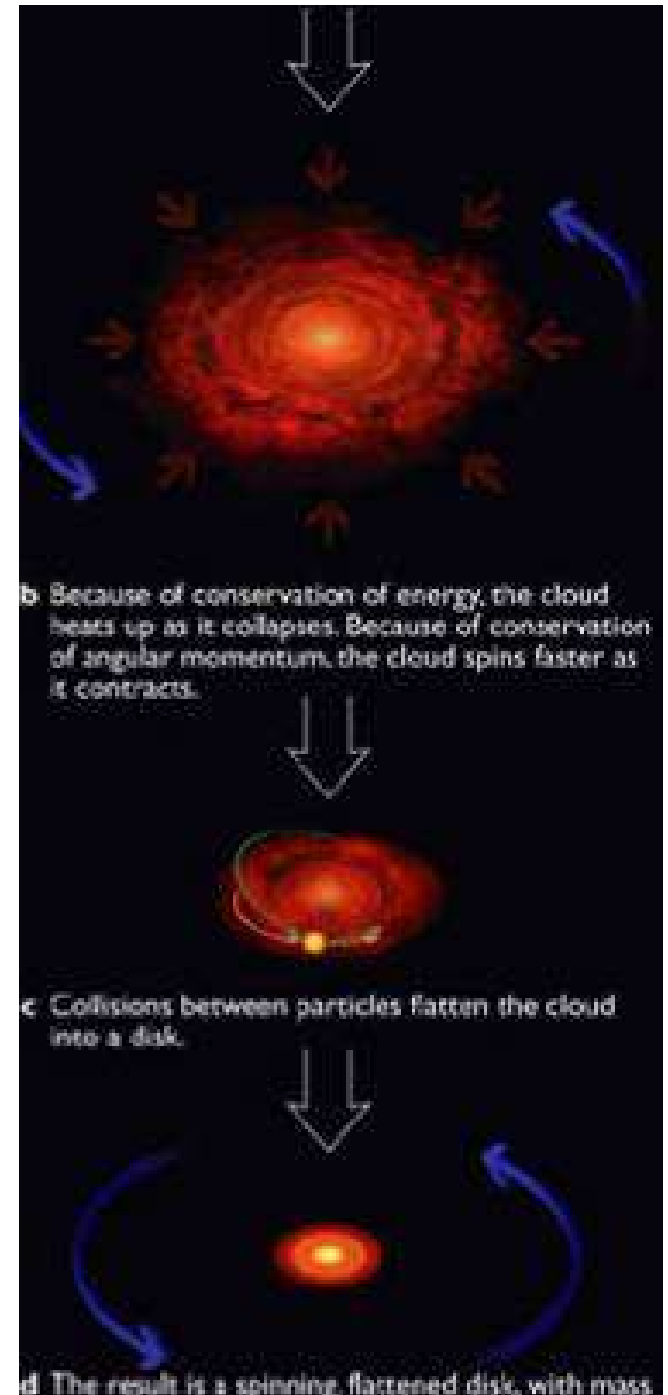 b Because of conservation of energy, the cloud
heats up as it collapses. Because of conservation
of angular momentum, the cloud spins faster as
it contracts.
c Collisions between particles flatten the cloud
into a disk.
d The result is a spinning, flattened disk, with mass